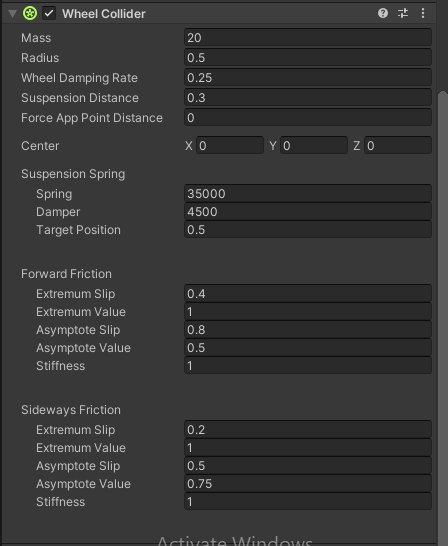 Wheel Collider
Mass 20
Radius 0.5
Wheel Damping Rate 0.25
Suspension Distance 0.3
Force App Point Distance 0
Center X 0 Y 0 Z 0
Suspension Spring
Spring 35000
Damper 4500
Target Position 0.5
Forward Friction
Extremum Slip 0.4
Extremum Value 1
Asymptote Slip 0.8
Asymptote Value 0.5
Stiffness 1
Sideways Friction
Extremum Slip 0.2
Extremum Value 1
Asymptote Slip 0.5
Asymptote Value 0.75
Stiffness 1
Activate Windows